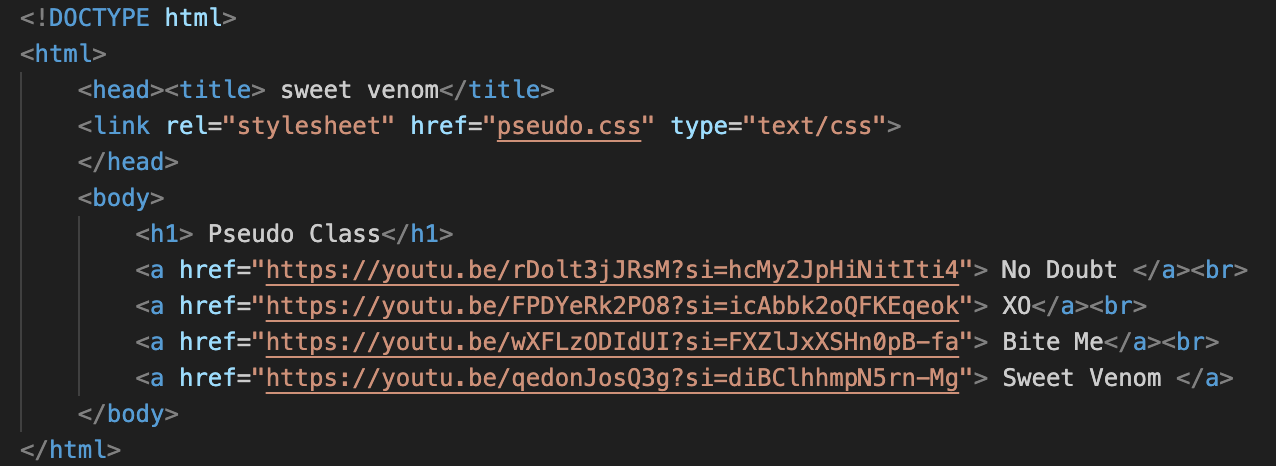 <!DOCTYPE html>
<html>
<head><title> sweet venom</title>
<link rel="stylesheet" href="pseudo.css" type="text/css">
</head>
<body>
<h1> Pseudo Class</h1>
<a href="https://youtu.be/rDolt3jJRsM?si=hcMy2JpHiNitIti4"> No Doubt </a><br>
<a href="https://youtu.be/FPDYeRk2PO8?si=icAbbk2oQFKEqeok"> XO</a><br>
<a href="https://youtu.be/wXFLzODIdUI?si=FXZlJxXSHn0pB-fa"> Bite Me</a><br>
<a href="https://youtu.be/qedonJosQ3g?si=diBClhhmpN5rn-Mg"> Sweet Venom </a>
</body>
</html>